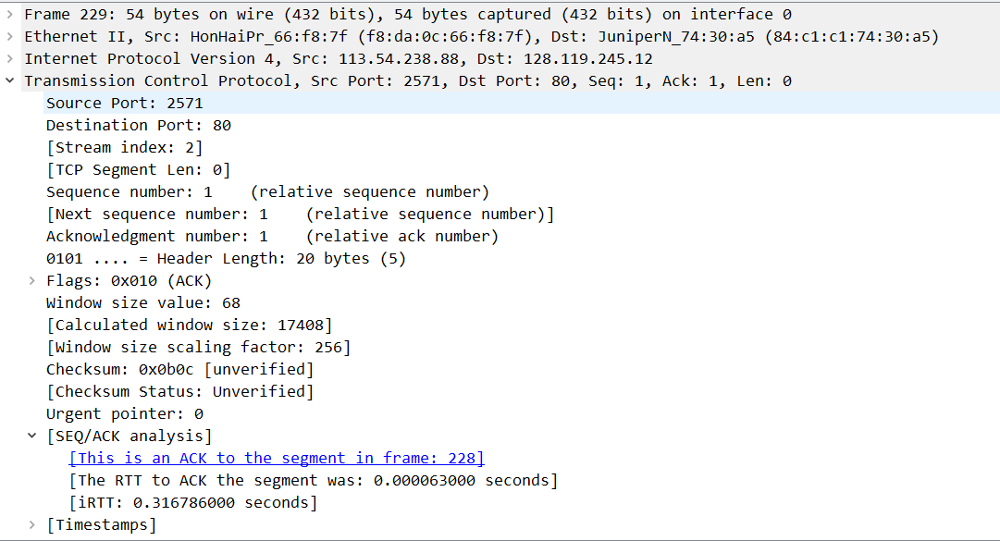 Frame 229: 54 bytes on wire (432 bits), 54 bytes captured (432 bits) on interface 0
Ethernet II, Src: HonHaiPr_66:f8:7f (f8:da:0c:66:f8:7f), Dst: JuniperN_74:30:a5 (84:c1:c1:74:30:a5)
Internet Protocol Version 4, Src: 113.54.238.88, Dst: 128.119.245.12
Transmission Control Protocol, Src Port: 2571, Dst Port: 80, Seq: 1, Ack: 1, Len: 0
Source Port: 2571
Destination Port: 80
[Stream index: 2]
[TCP Segment Len: 0]
Sequence number: 1    (relative sequence number)
[Next sequence number: 1    (relative sequence number)]
Acknowledgment number: 1    (relative ack number)
0101 .... = Header Length: 20 bytes (5)
Flags: 0x010 (ACK)
Window size value: 68
[Calculated window size: 17408]
[Window size scaling factor: 256]
Checksum: 0x0b0c [unverified]
[Checksum Status: Unverified]
Urgent pointer: 0
[SEQ/ACK analysis]
[This is an ACK to the segment in frame: 228]
[The RTT to ACK the segment was: 0.000063000 seconds]
[iRTT: 0.316786000 seconds]
[Timestamps]